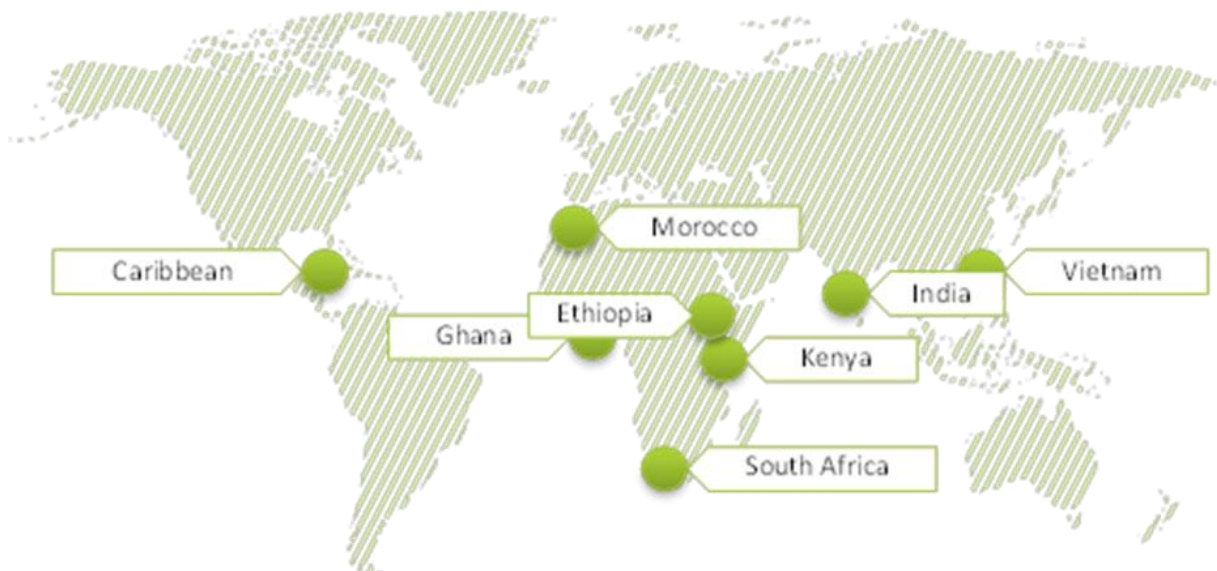 Morocco
Caribbean
Vietnam
India
Ethiopia
Ghana
Kenya
South Africa